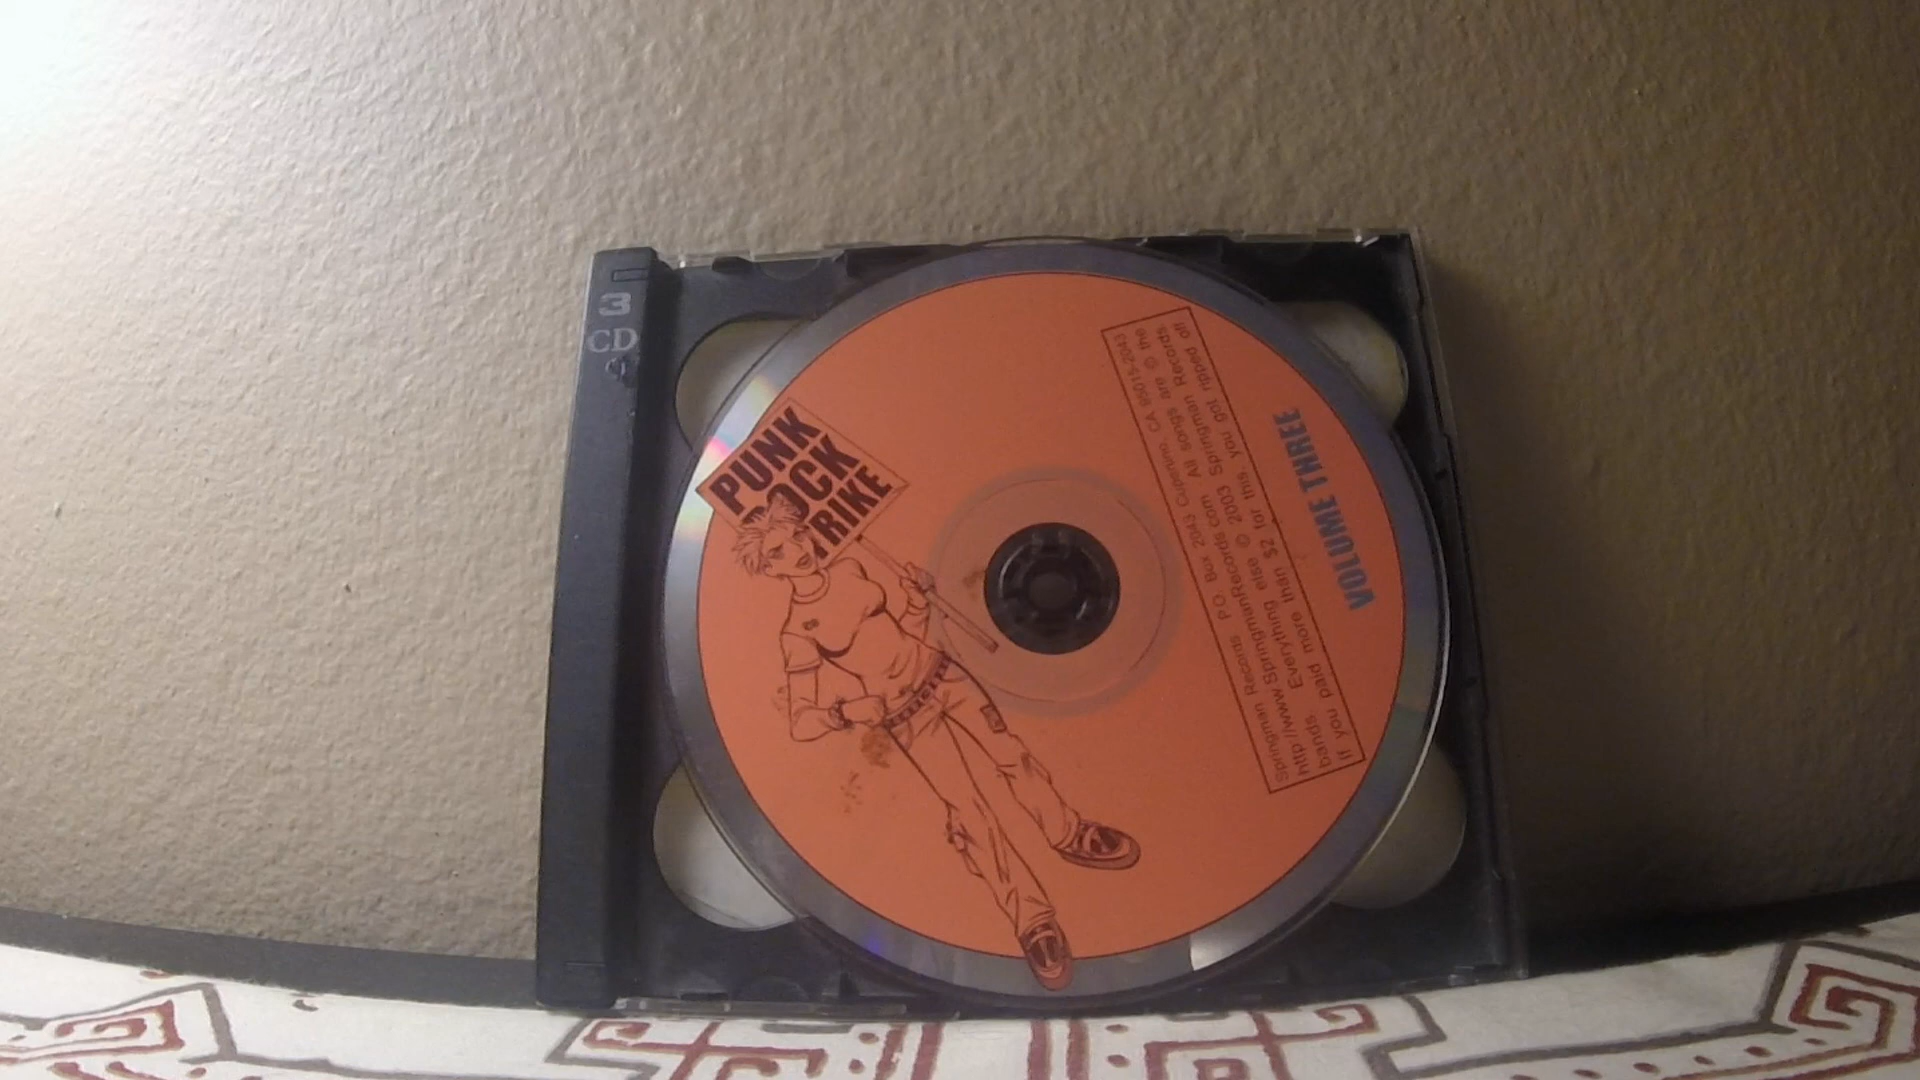 3
CD
PUNK
OCK
RIKE
Springman Records P.O. Box 2043 Cupertino, CA 95015-2043
http://www.SpringmanRecords.com All songs are © the
bands. Everything else © 2003 Springman Records
If you paid more than $2 for this, you got ripped off
VOLUME THREE